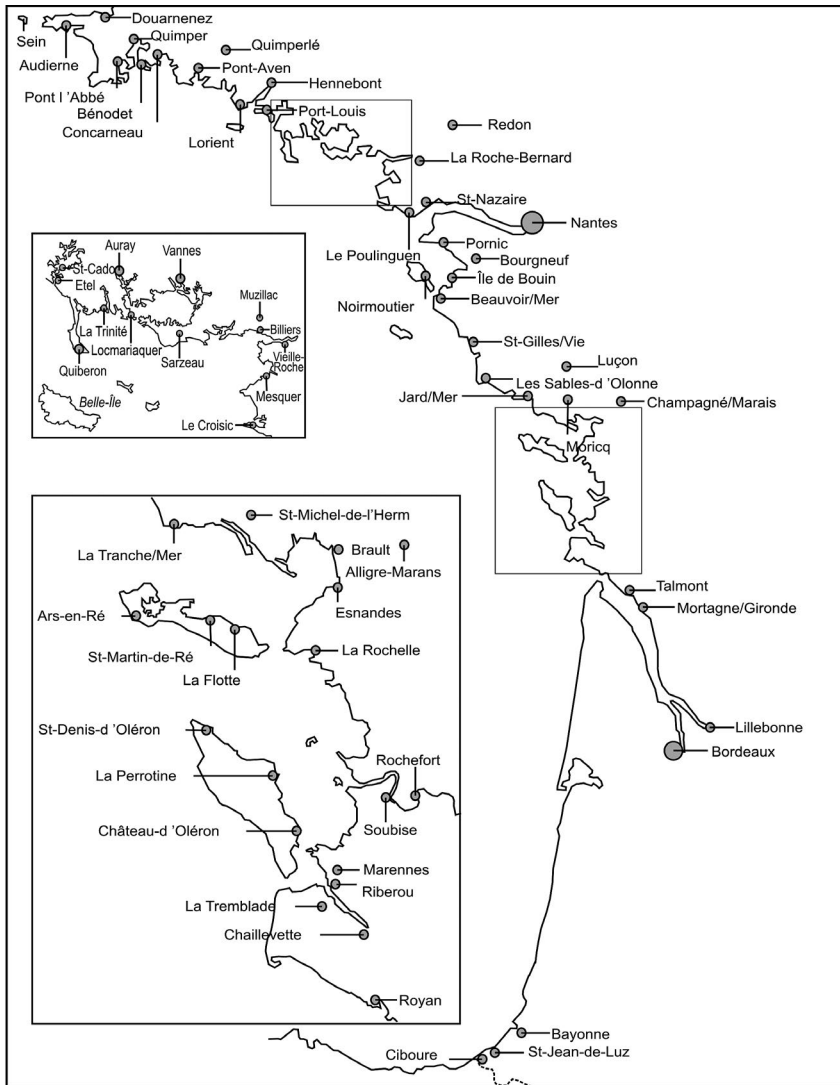 Douarnenez
Sein
Quimper
Quimperlé
Audierne
Pont-Aven
Hennebont
Pont l 'Abbé
Bénodet
Concarneau
Port-Louis
Lorient
Redon
La Roche-Bernard
St-Nazaire
Nantes
Le Poulinguen
Pornic
Bourgneuf
Île de Bouin
Noirmoutier
Beauvoir/Mer
St-Gilles/Vie
Luçon
Les Sables-d 'Olonne
Jard/Mer
Champagné/Marais
Moricq
Auray
Vannes
St-Cado
Etel
Muzillac
La Trinité
Billiers
Locmariaquer
Sarzeau
Vieille-
Roche
Quiberon
Mesquer
Belle-Île
Le Croisic
St-Michel-de-l'Herm
La Tranche/Mer
Brault
Alligre-Marans
Esnandes
Ars-en-Ré
La Rochelle
St-Martin-de-Ré
La Flotte
St-Denis-d 'Oléron
Rochefort
La Perrotine
Soubise
Château-d 'Oléron
Marennes
Riberou
La Tremblade
Chaillevette
Royan
Talmont
Mortagne/Gironde
Lillebonne
Bordeaux
Bayonne
St-Jean-de-Luz
Ciboure